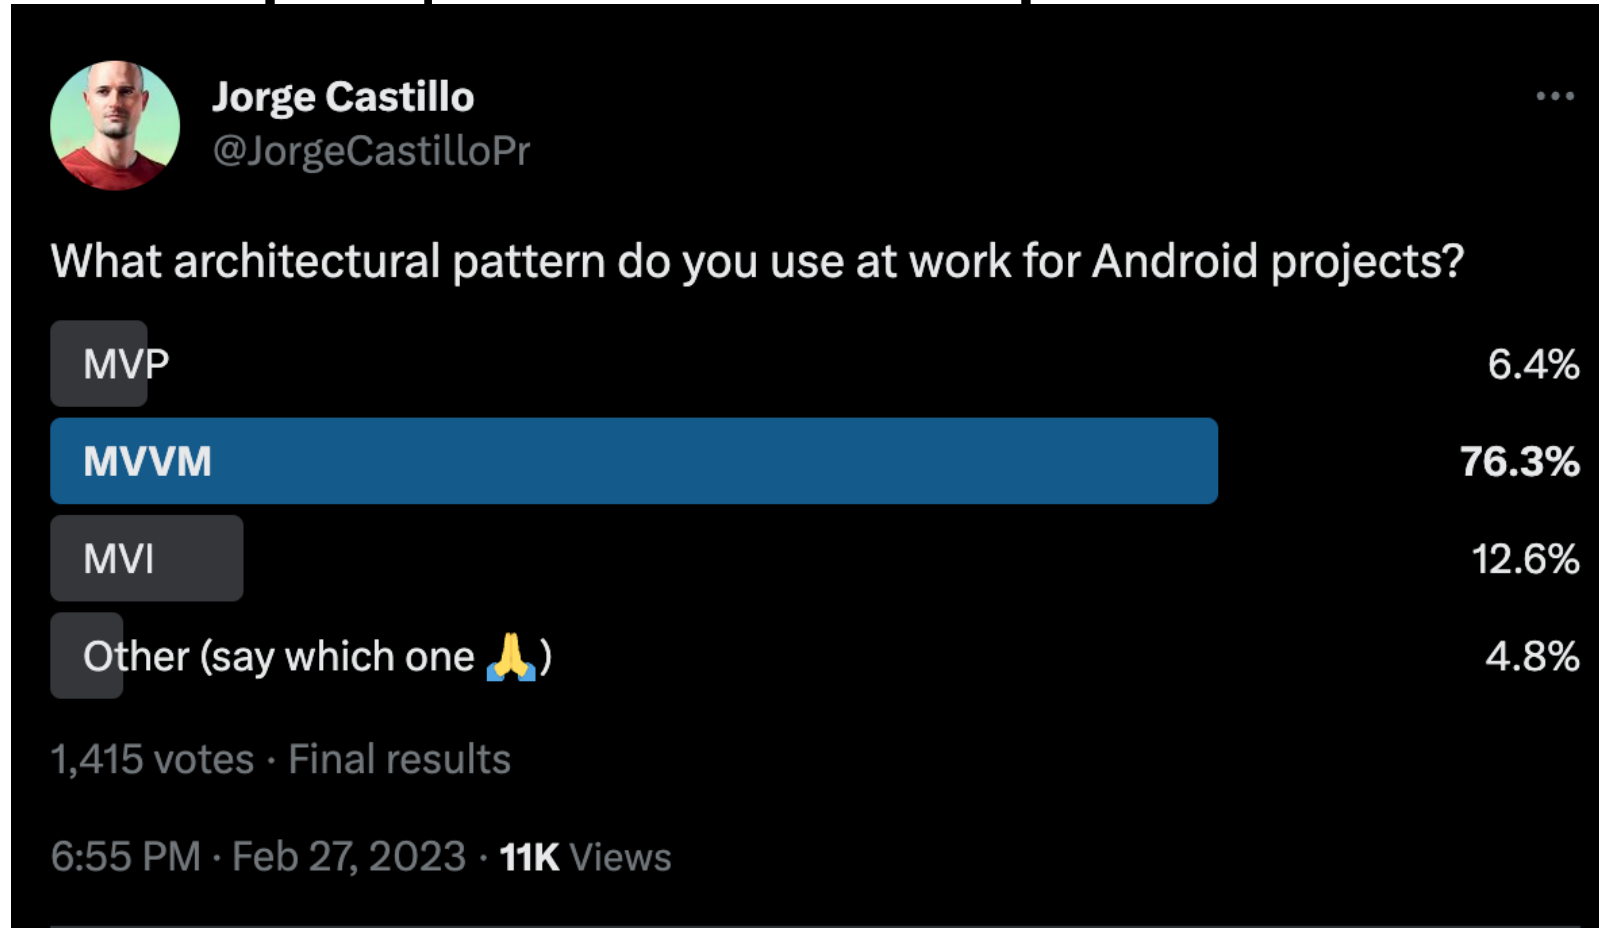 Jorge Castillo
@JorgeCastilloPr
What architectural pattern do you use at work for Android projects?
MVP 6.4%
MVVM 76.3%
MVI 12.6%
Other (say which one 🙏) 4.8%
1,415 votes · Final results
6:55 PM · Feb 27, 2023 · 11K Views